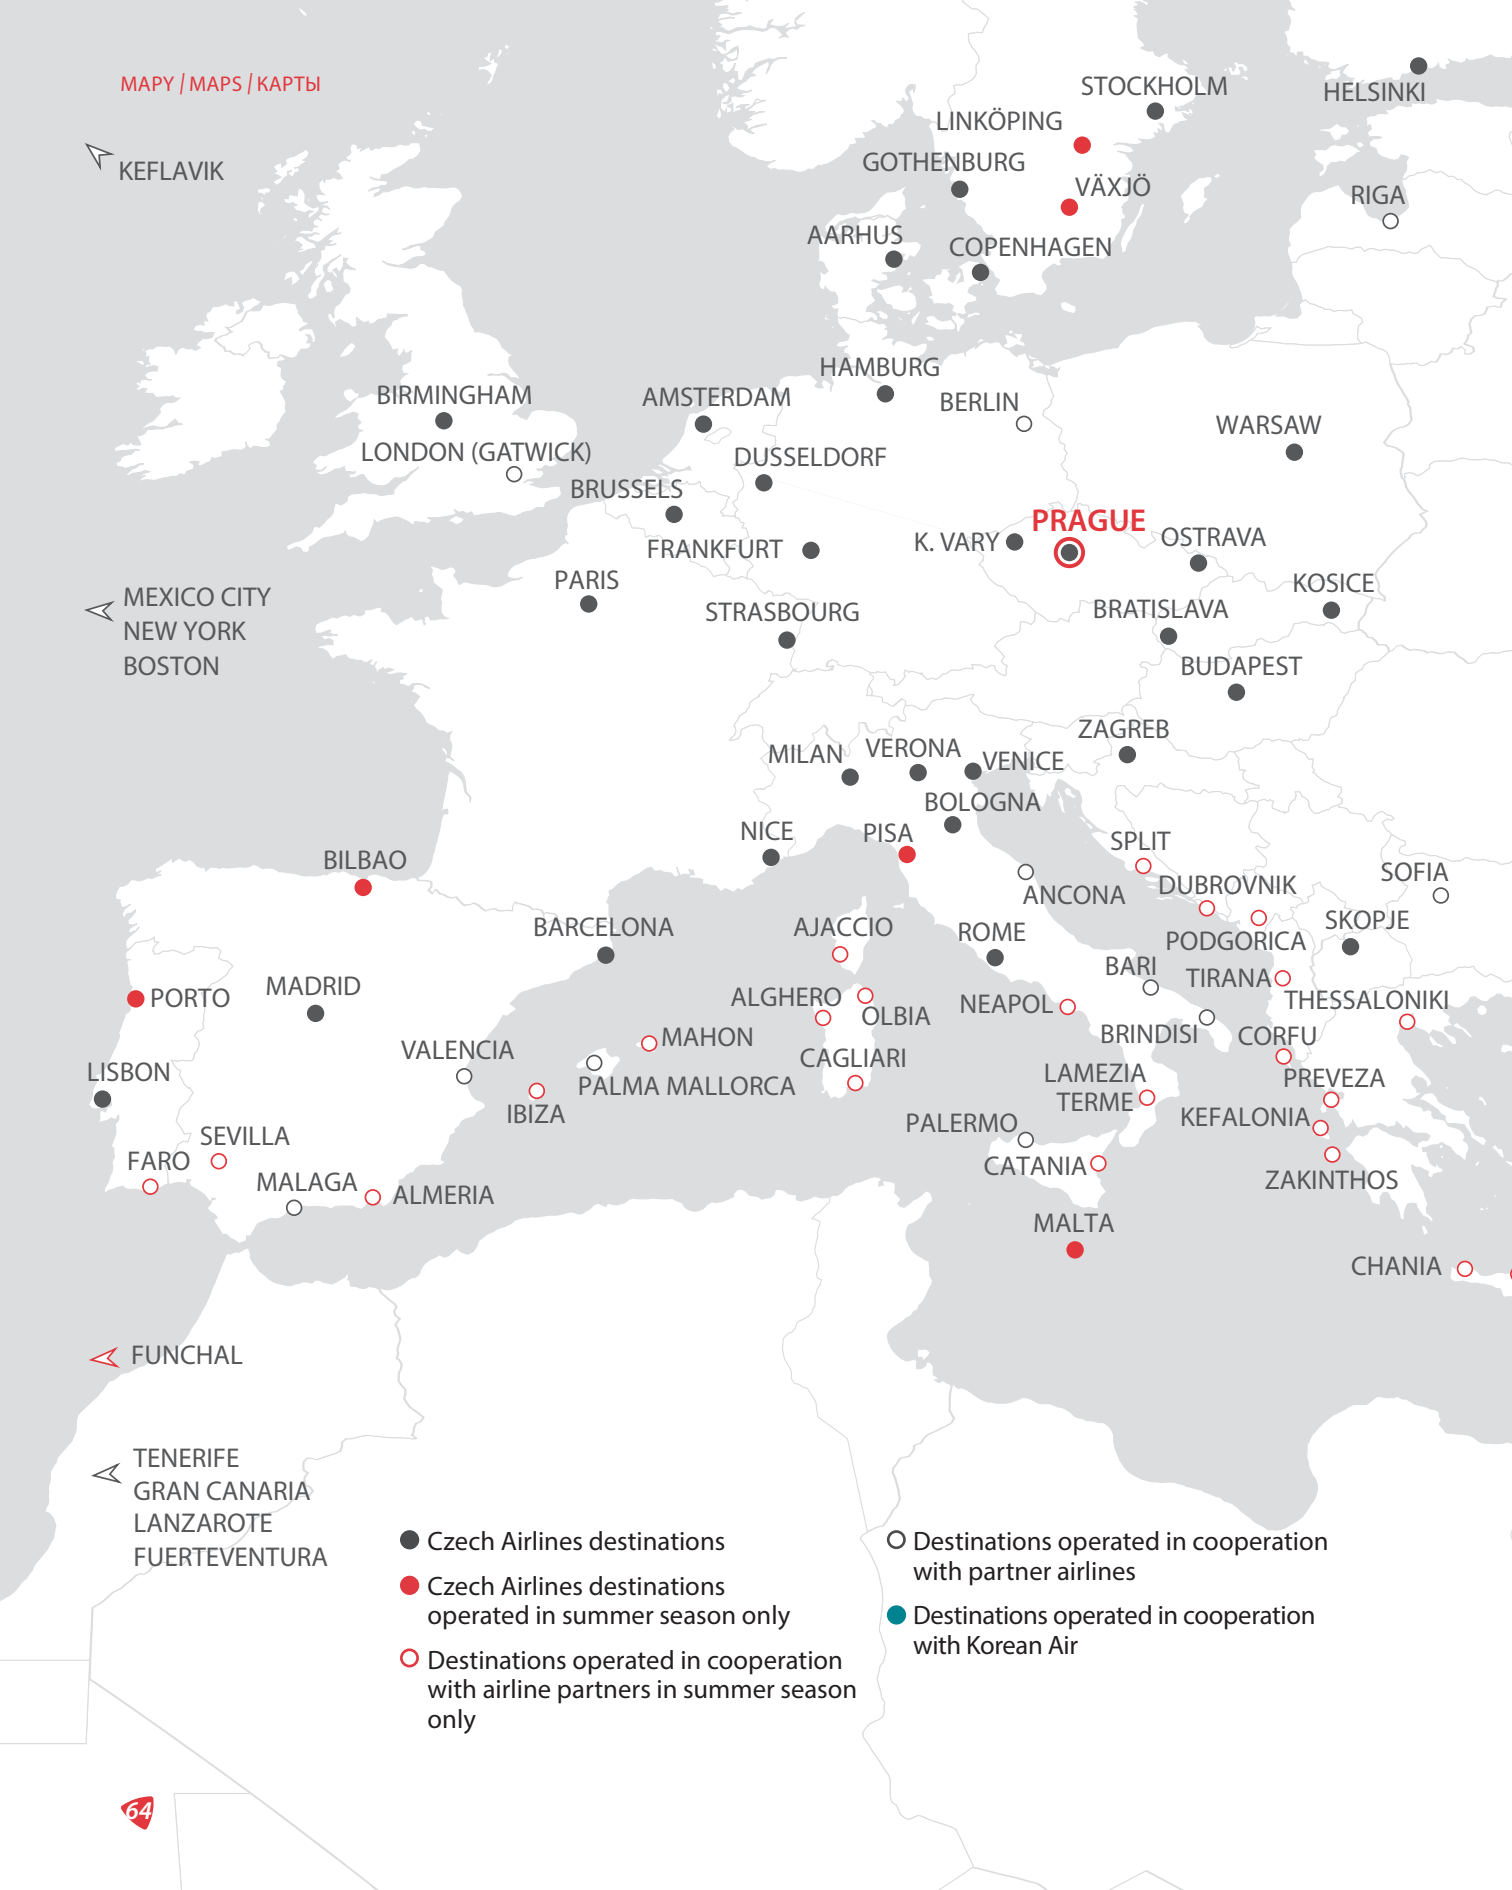 MAPY / MAPS / КАРТЫ
STOCKHOLM
HELSINKI
LINKÖPING
GOTHENBURG
KEFLAVIK
VÄXJÖ
RIGA
AARHUS
COPENHAGEN
HAMBURG
BIRMINGHAM
AMSTERDAM
BERLIN
WARSAW
LONDON (GATWICK)
DUSSELDORF
BRUSSELS
PRAGUE
OSTRAVA
K. VARY
FRANKFURT
PARIS
KOSICE
MEXICO CITY
NEW YORK
BOSTON
STRASBOURG
BRATISLAVA
BUDAPEST
ZAGREB
MILAN
VERONA
VENICE
BOLOGNA
NICE
PISA
SPLIT
BILBAO
SOFIA
DUBROVNIK
ANCONA
SKOPJE
BARCELONA
AJACCIO
ROME
PODGORICA
BARI
TIRANA
MADRID
PORTO
ALGHERO
OLBIA
NEAPOL
THESSALONIKI
BRINDISI
CORFU
MAHON
VALENCIA
CAGLIARI
LISBON
PALMA MALLORCA
LAMEZIA
TERME
PREVEZA
IBIZA
PALERMO
KEFALONIA
SEVILLA
FARO
CATANIA
MALAGA
ALMERIA
ZAKINTHOS
MALTA
CHANIA
FUNCHAL
TENERIFE
GRAN CANARIA
LANZAROTE
FUERTEVENTURA
Czech Airlines destinations
Czech Airlines destinations
operated in summer season only
Destinations operated in cooperation
with airline partners in summer season
only
Destinations operated in cooperation
with partner airlines
Destinations operated in cooperation
with Korean Air
64